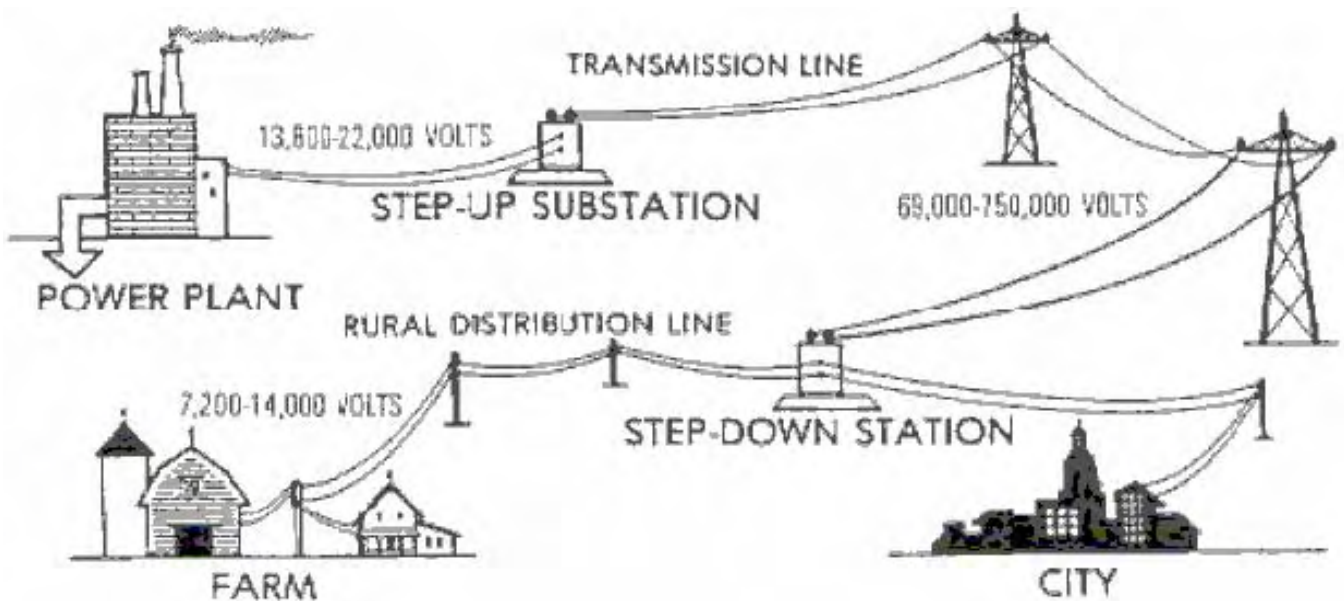 TRANSMISSION LINE
13,800-22,000 VOLTS
STEP-UP SUBSTATION
69,000-750,000 VOLTS
POWER PLANT
RURAL DISTRIBUTION LINE
7,200-14,000 VOLTS
STEP-DOWN STATION
FARM
CITY